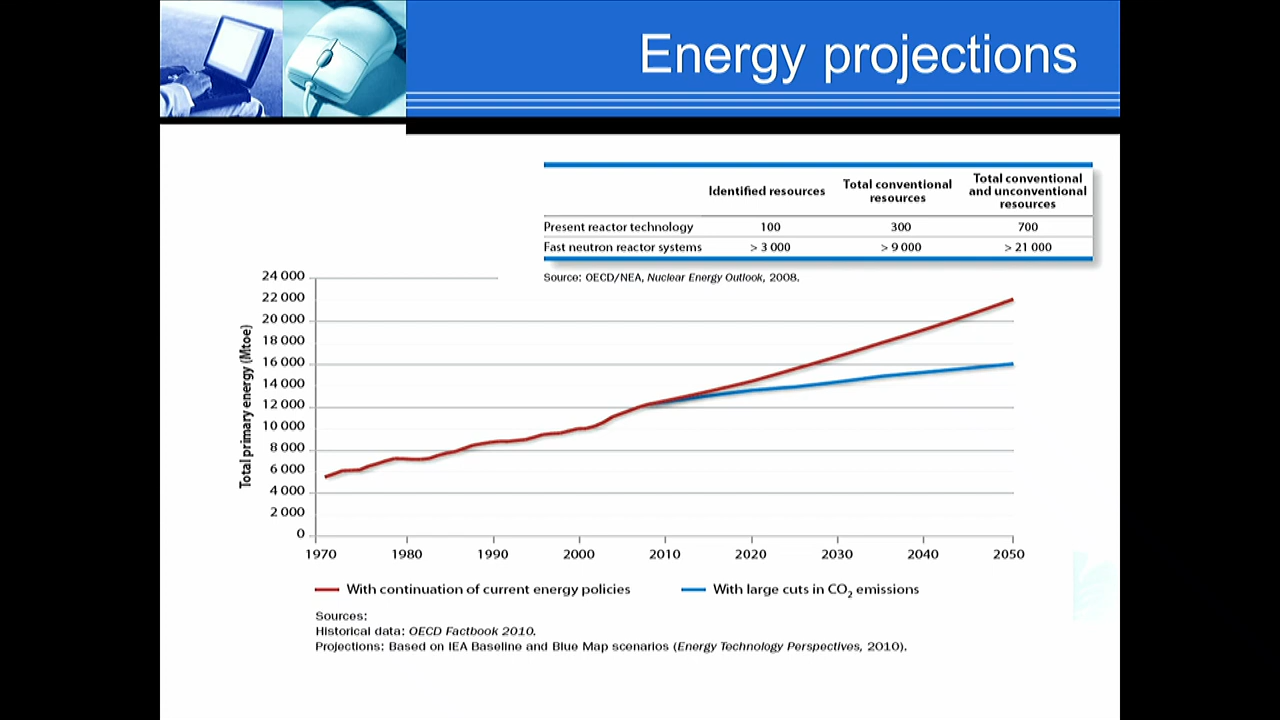 Energy projections
Identified resources
Total conventional
resources
Total conventional
and unconventional
resources
Present reactor technology 100 300 700
Fast neutron reactor systems > 3 000 > 9 000 > 21 000
Source: OECD/NEA, Nuclear Energy Outlook, 2008.
Total primary energy (Mtoe)
24 000
22 000
20 000
18 000
16 000
14 000
12 000
10 000
8 000
6 000
4 000
2 000
0
1970 1980 1990 2000 2010 2020 2030 2040 2050
With continuation of current energy policies With large cuts in CO2 emissions
Sources:
Historical data: OECD Factbook 2010.
Projections: Based on IEA Baseline and Blue Map scenarios (Energy Technology Perspectives, 2010).